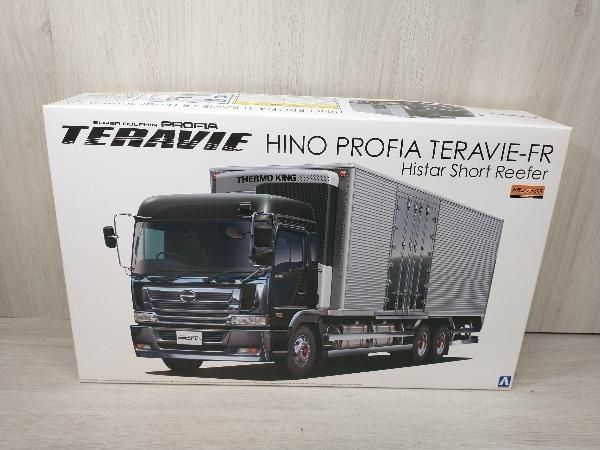 SUPER DOLPHIN PROFIA
TERAVIE
HINO PROFIA TERAVIE-FR
Histar Short Reefer
THERMO KING